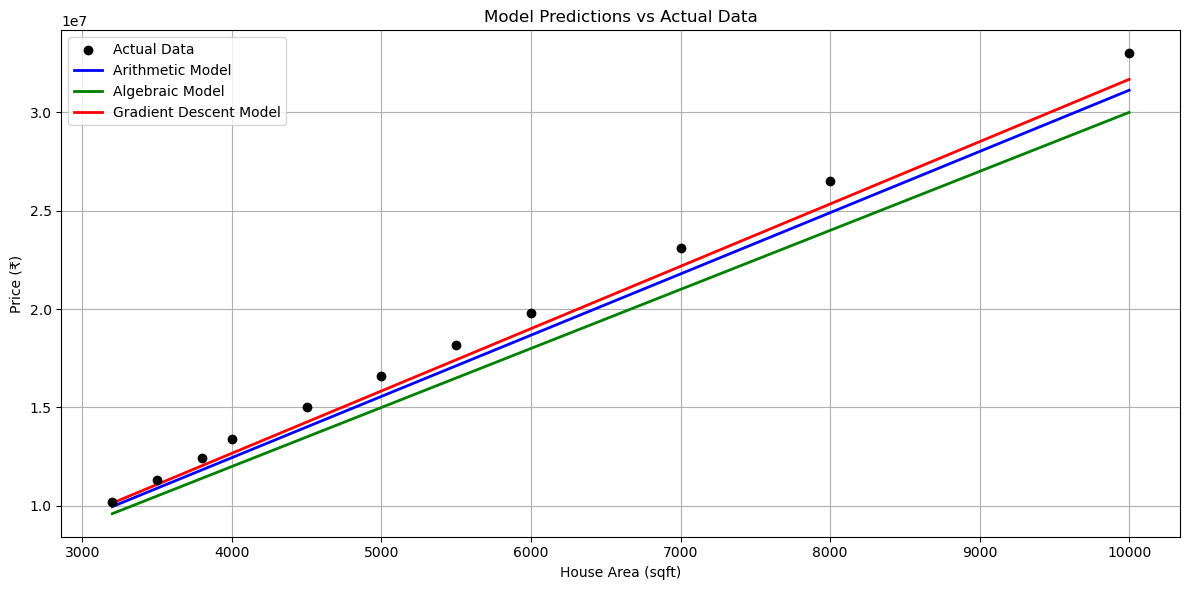 Model Predictions vs Actual Data
1e7
Actual Data
Arithmetic Model
Algebraic Model
Gradient Descent Model
3.0
2.5
2.0
1.5
1.0
Price (₹)
3000 4000 5000 6000 7000 8000 9000 10000
House Area (sqft)